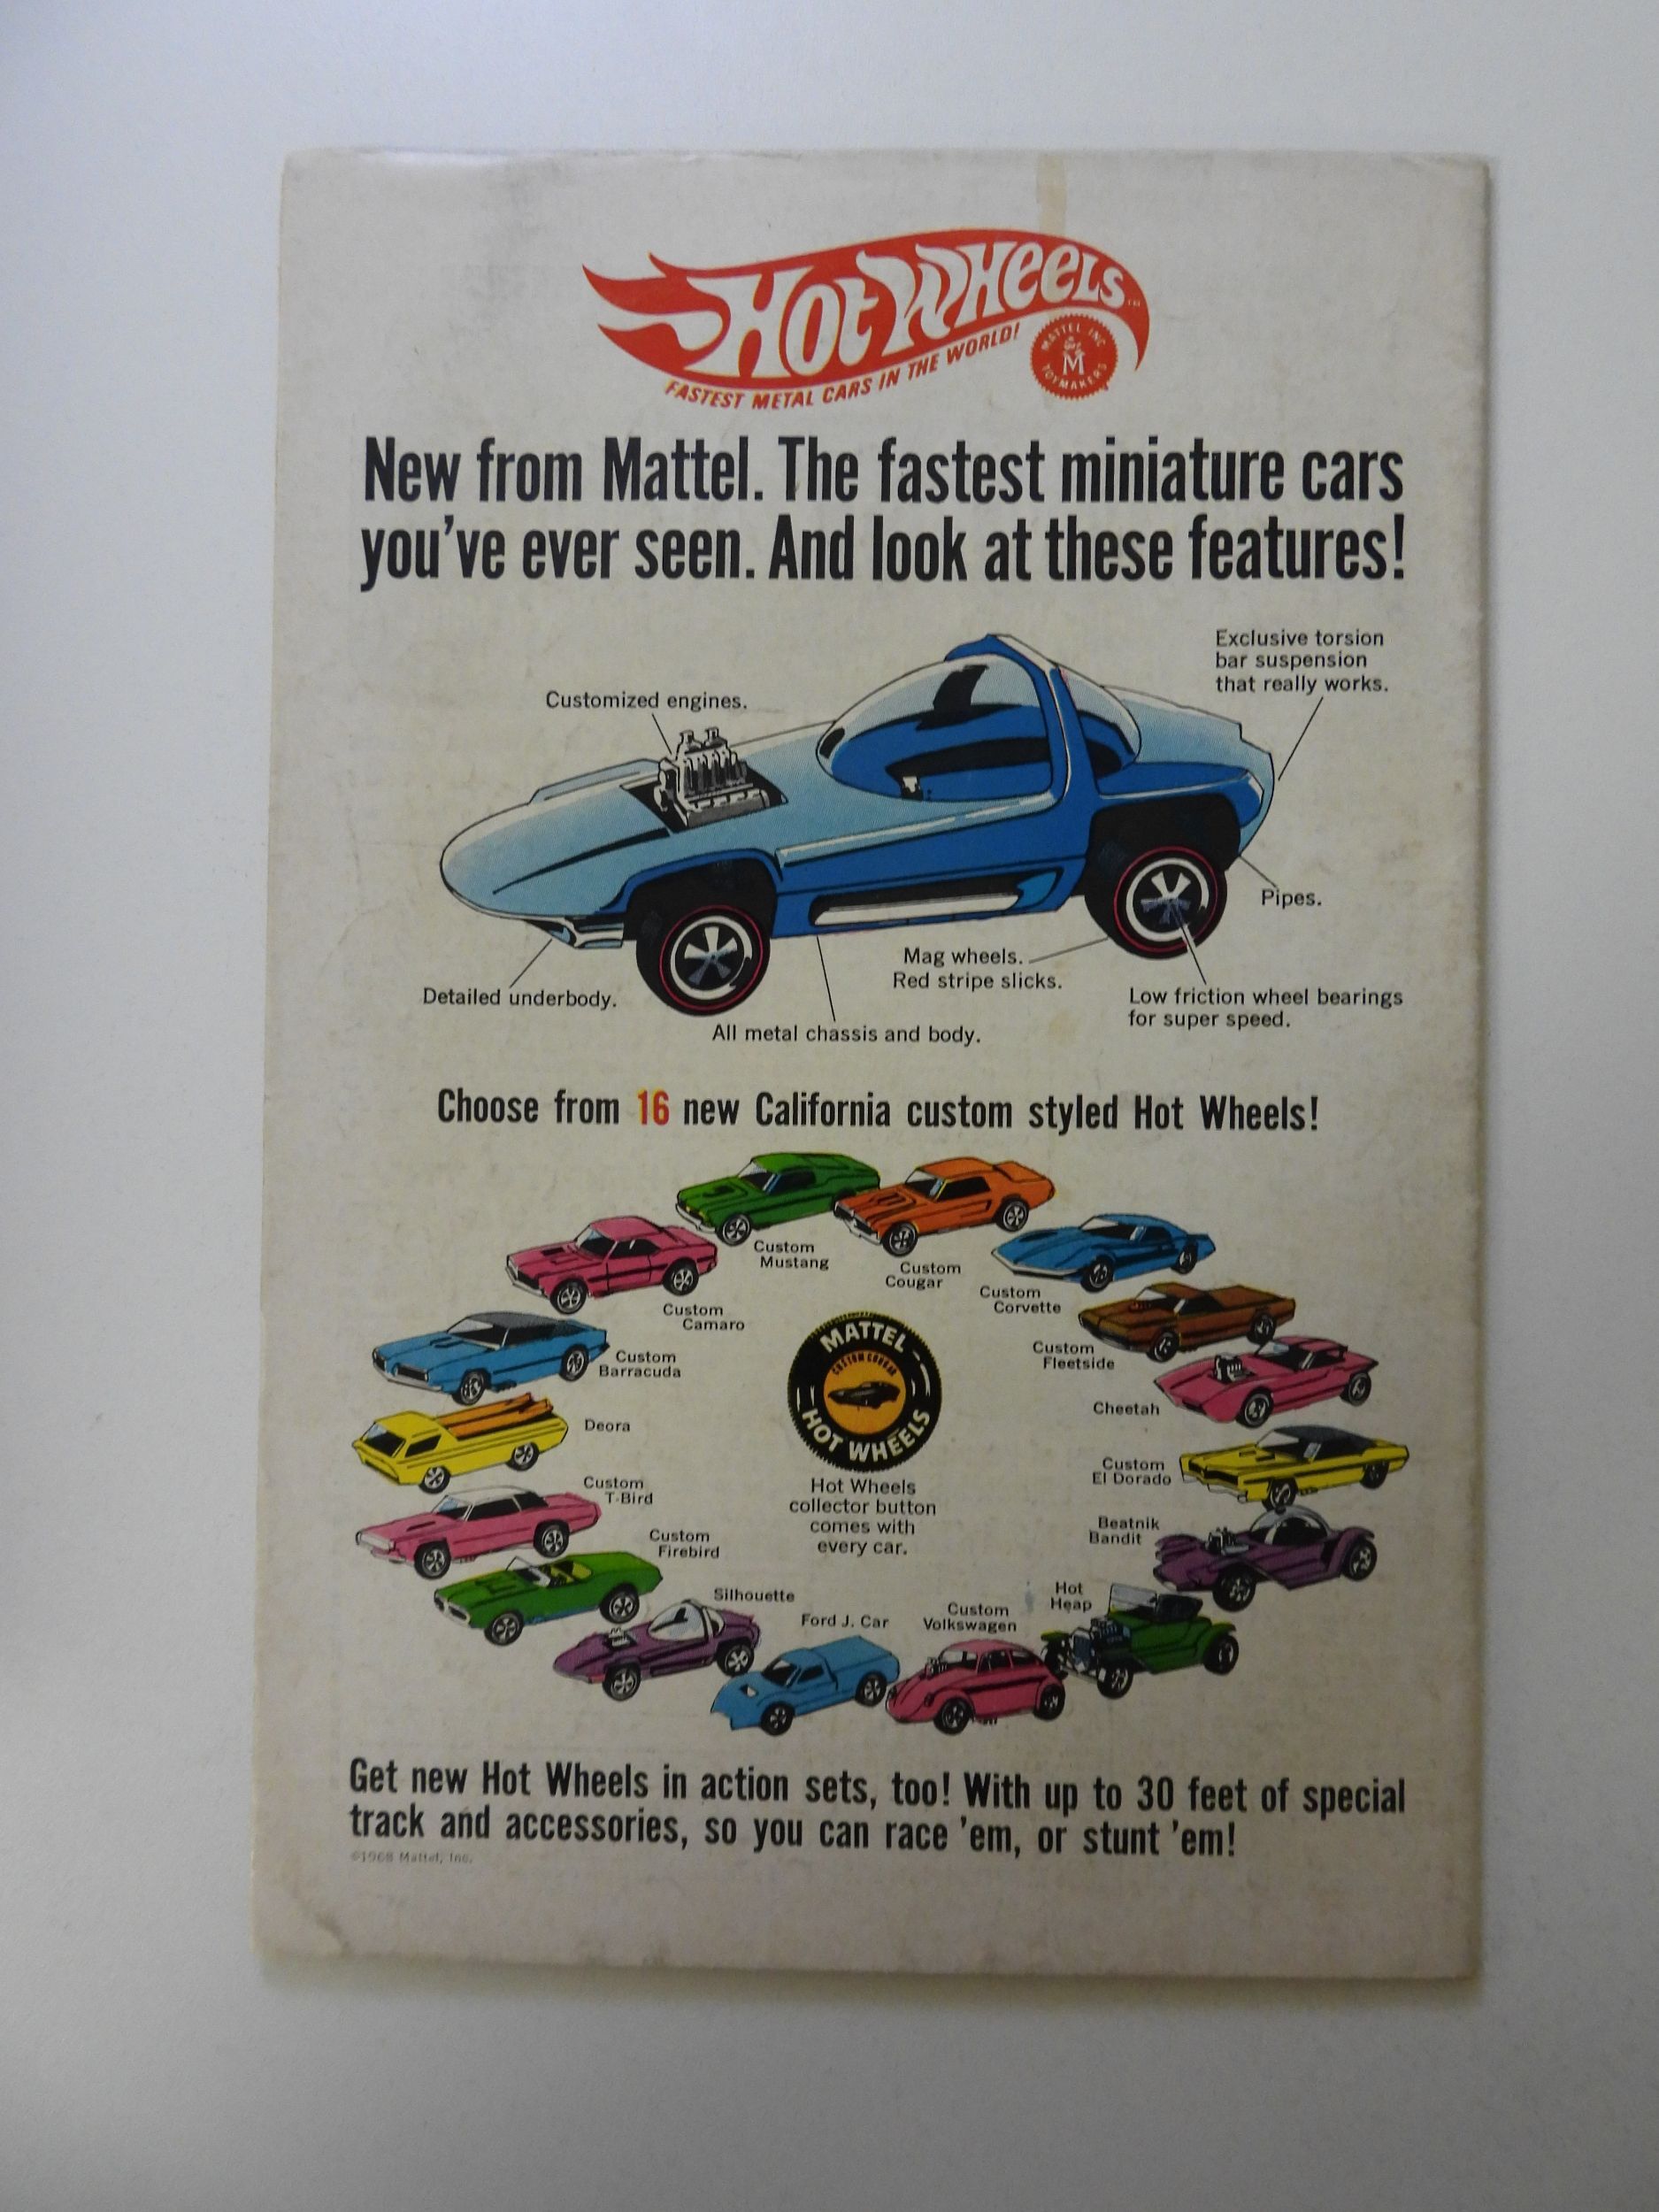 Hot Wheels TM
FASTEST METAL CARS IN THE WORLD!
MATTEL INC
M
TOYMAKERS
New from Mattel. The fastest miniature cars
you've ever seen. And look at these features!
Exclusive torsion
bar suspension
that really works.
Customized engines.
Pipes.
Mag wheels.
Red stripe slicks.
Detailed underbody.
Low friction wheel bearings
for super speed.
All metal chassis and body.
Choose from 16 new California custom styled Hot Wheels!
Custom
Mustang
Custom
Cougar
Custom
Corvette
Custom
Camaro
Custom
Fleetside
Custom
Barracuda
Cheetah
Deora
Custom
El Dorado
Custom
T-Bird
Beatnik
Bandit
Custom
Firebird
Hot
Heap
Silhouette
Ford J. Car
Custom
Volkswagen
MATTEL
CUSTOM COUGAR
HOT WHEELS
Hot Wheels
collector button
comes with
every car.
Get new Hot Wheels in action sets, too! With up to 30 feet of special
track and accessories, so you can race 'em, or stunt 'em!
©1968 Mattel, Inc.